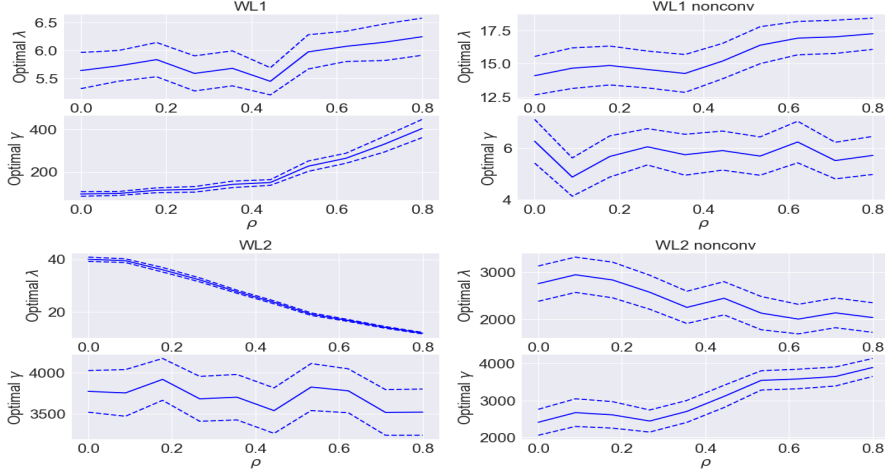 WL1
Optimal λ
6.5
6.0
5.5
0.0 0.2 0.4 0.6 0.8
Optimal γ
400
200
0.0 0.2 0.4 0.6 0.8
ρ
WL1 nonconv
Optimal λ
17.5
15.0
12.5
0.0 0.2 0.4 0.6 0.8
Optimal γ
6
4
0.0 0.2 0.4 0.6 0.8
ρ
WL2
Optimal λ
40
20
0.0 0.2 0.4 0.6 0.8
Optimal γ
4000
3500
0.0 0.2 0.4 0.6 0.8
ρ
WL2 nonconv
Optimal λ
3000
2000
0.0 0.2 0.4 0.6 0.8
Optimal γ
4000
3000
2000
0.0 0.2 0.4 0.6 0.8
ρ